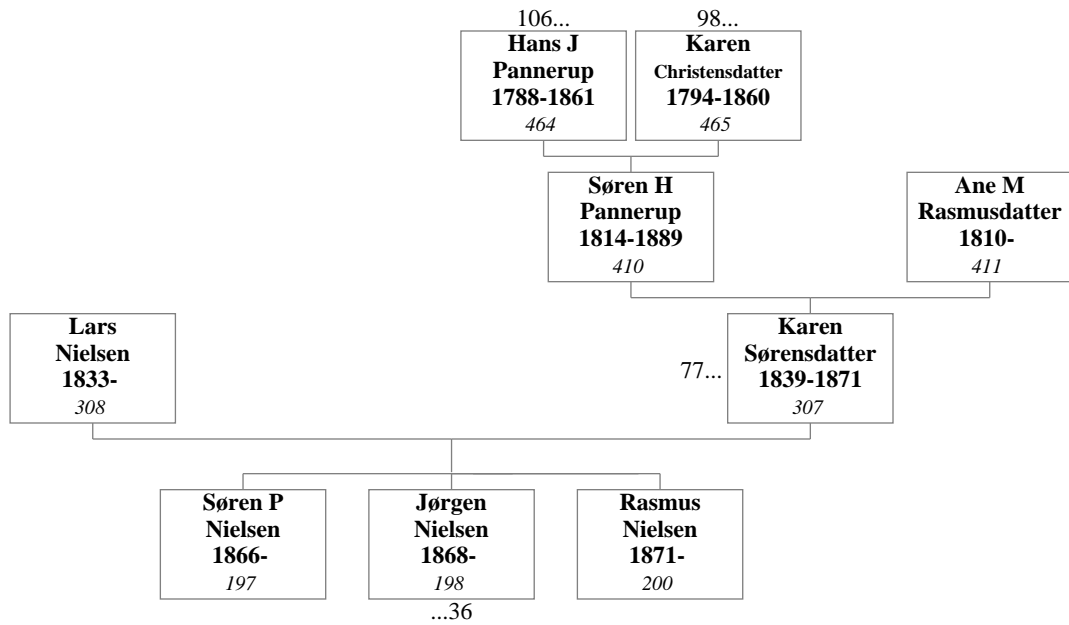 106...
Hans J
Pannerup
1788-1861
464
98...
Karen
Christensdatter
1794-1860
465
Søren H
Pannerup
1814-1889
410
Ane M
Rasmusdatter
1810-
411
Lars
Nielsen
1833-
308
77...
Karen
Sørensdatter
1839-1871
307
Søren P
Nielsen
1866-
197
Jørgen
Nielsen
1868-
198
...36
Rasmus
Nielsen
1871-
200